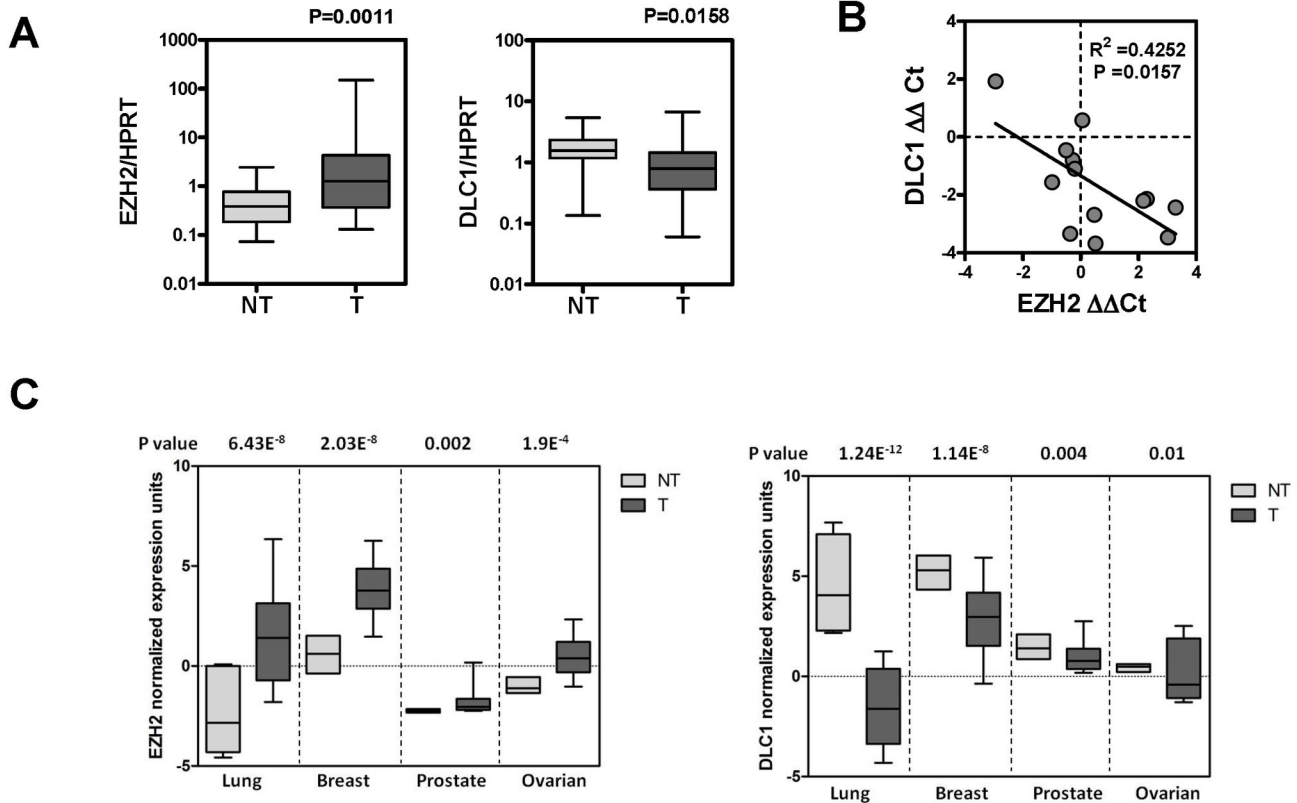 A
P=0.0011
EZH2/HPRT
1000
100
10
1
0.1
0.01
NT T
P=0.0158
DLC1/HPRT
100
10
1
0.1
0.01
NT T
B
R² =0.4252
P =0.0157
DLC1 ΔΔ Ct
4
2
0
-2
-4
-4 -2 0 2 4
EZH2 ΔΔCt
C
P value 6.43E⁻⁸ 2.03E⁻⁸ 0.002 1.9E⁻⁴
EZH2 normalized expression units
10
5
0
-5
NT
T
Lung Breast Prostate Ovarian
P value 1.24E⁻¹² 1.14E⁻⁸ 0.004 0.01
DLC1 normalized expression units
10
5
0
-5
NT
T
Lung Breast Prostate Ovarian